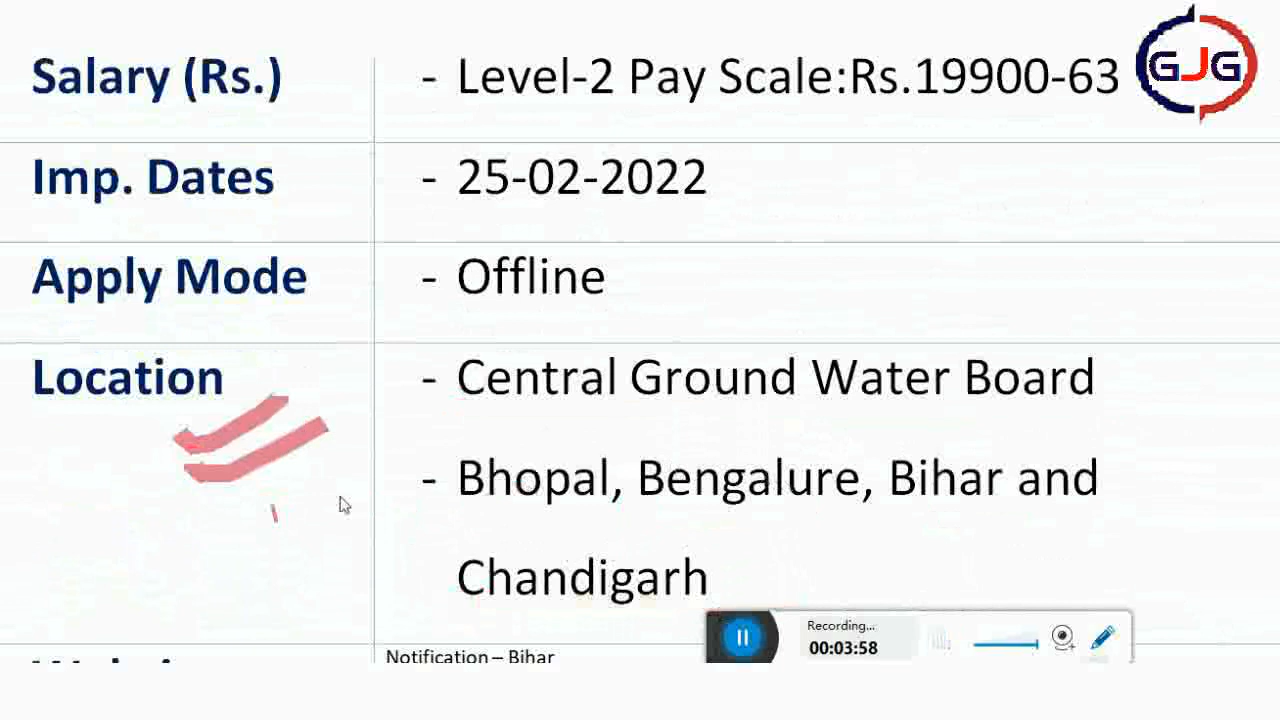 Salary (Rs.) - Level-2 Pay Scale:Rs.19900-63
GJG
Imp. Dates - 25-02-2022
Apply Mode - Offline
Location - Central Ground Water Board
- Bhopal, Bengalure, Bihar and
Chandigarh
Notification – Bihar
Recording...
00:03:58